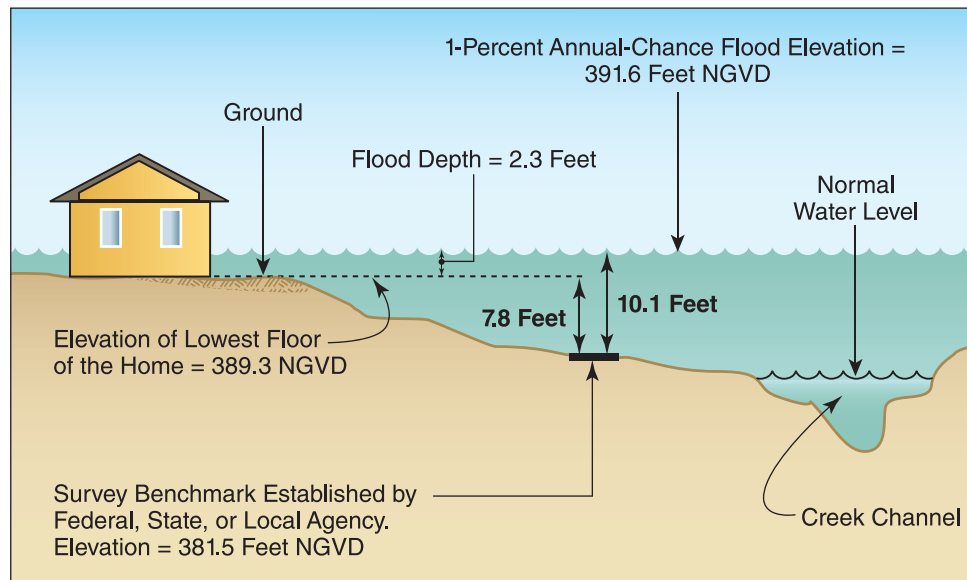 1-Percent Annual-Chance Flood Elevation =
391.6 Feet NGVD
Ground
Flood Depth = 2.3 Feet
Normal
Water Level
7.8 Feet
10.1 Feet
Elevation of Lowest Floor
of the Home = 389.3 NGVD
Survey Benchmark Established by
Federal, State, or Local Agency.
Elevation = 381.5 Feet NGVD
Creek Channel